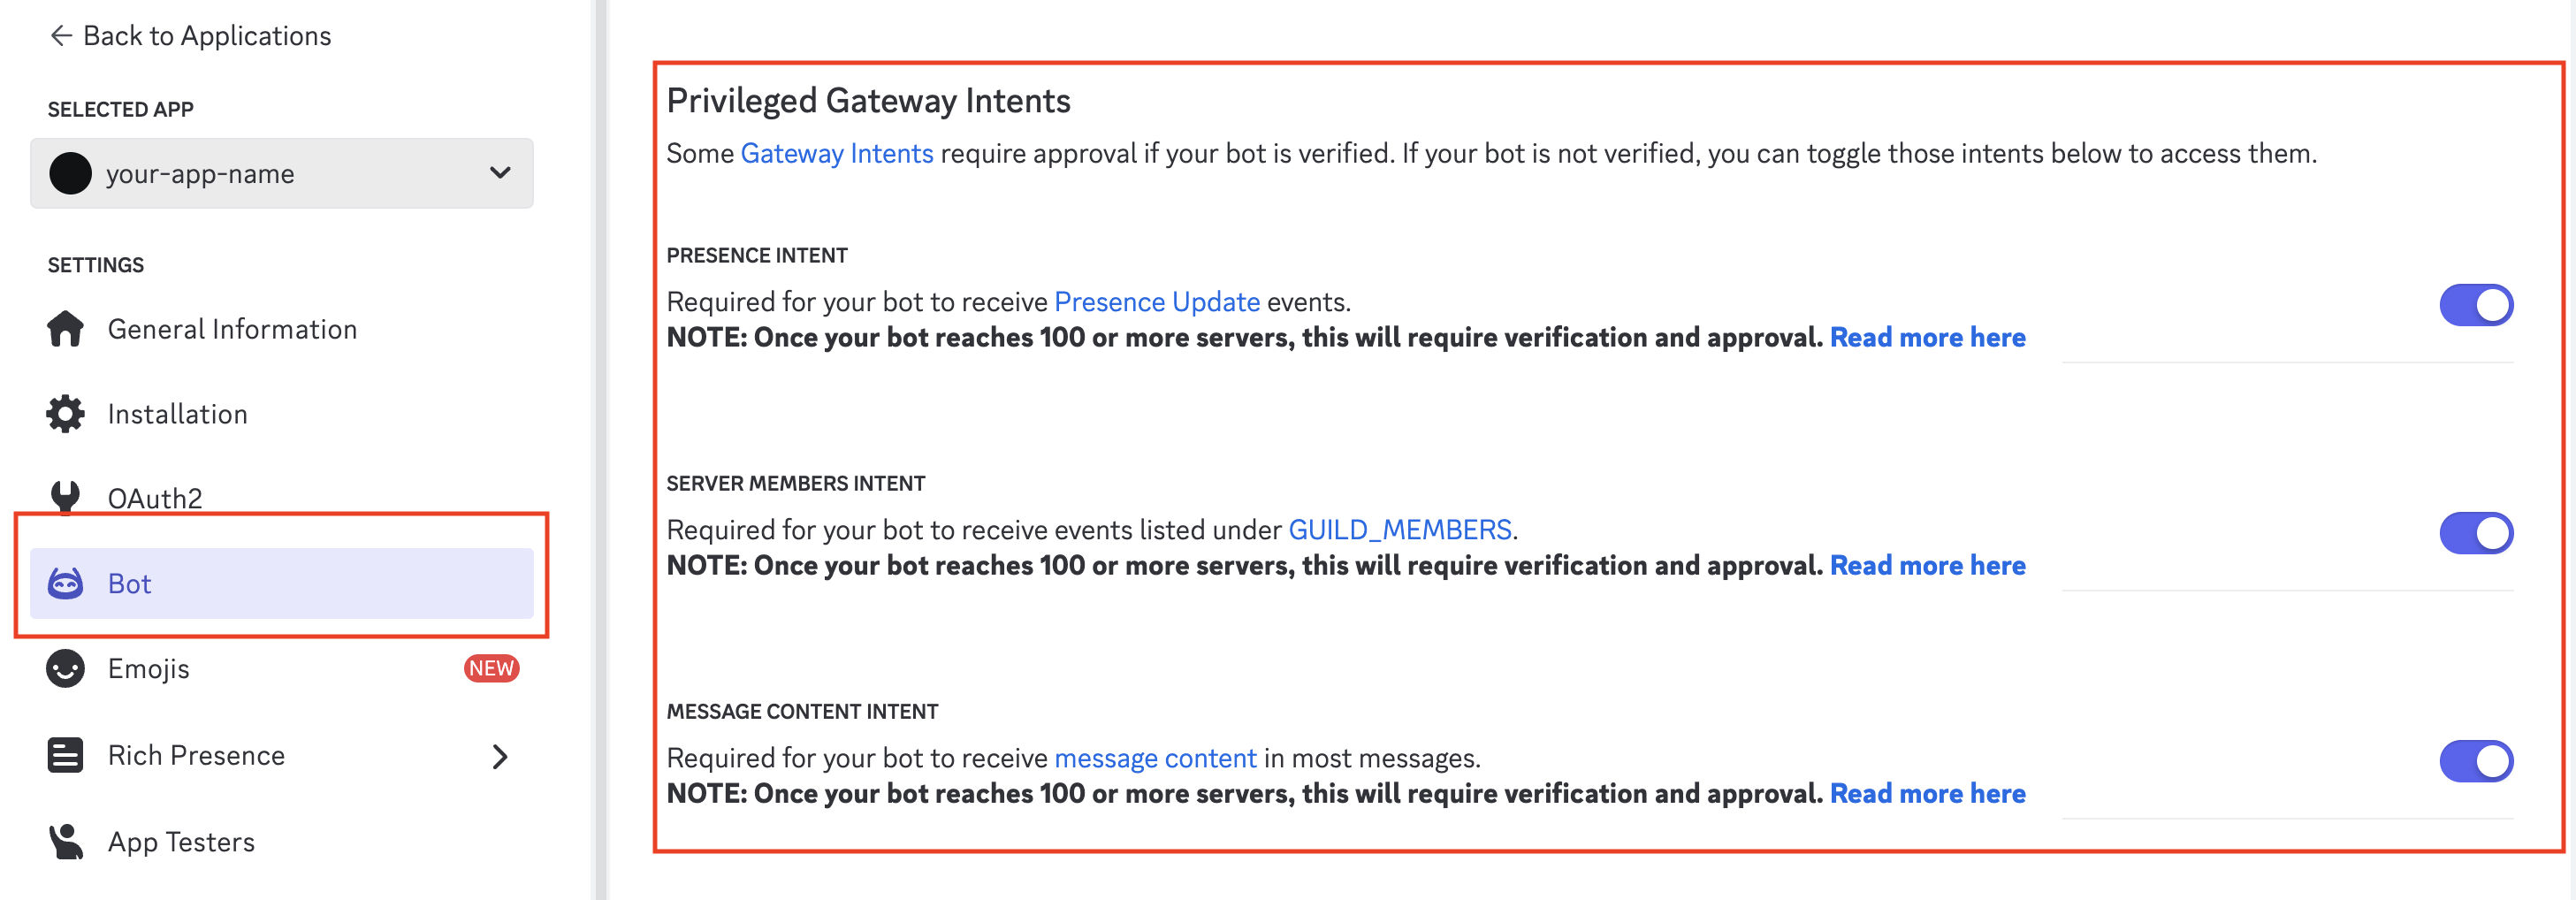 Back to Applications
SELECTED APP
your-app-name
SETTINGS
General Information
Installation
OAuth2
Bot
Emojis NEW
Rich Presence
App Testers
Privileged Gateway Intents
Some Gateway Intents require approval if your bot is verified. If your bot is not verified, you can toggle those intents below to access them.
PRESENCE INTENT
Required for your bot to receive Presence Update events.
NOTE: Once your bot reaches 100 or more servers, this will require verification and approval. Read more here
SERVER MEMBERS INTENT
Required for your bot to receive events listed under GUILD_MEMBERS.
NOTE: Once your bot reaches 100 or more servers, this will require verification and approval. Read more here
MESSAGE CONTENT INTENT
Required for your bot to receive message content in most messages.
NOTE: Once your bot reaches 100 or more servers, this will require verification and approval. Read more here